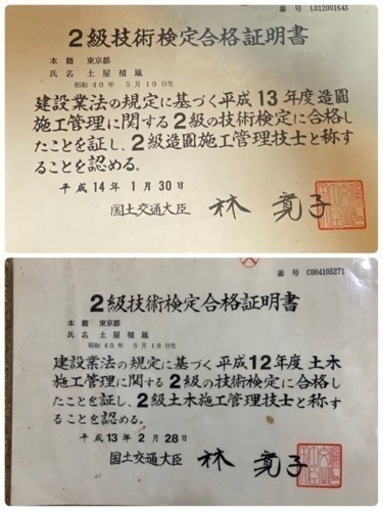 番号 L012001645
2級技術検定合格証明書
本籍 東京都
氏名 土屋禎嵐
昭和40年 5月19日生
建設業法の規定に基づく平成13年度造園
施工管理に関する2級の技術検定に合格し
たことを証し、2級造園施工管理技士と称す
ることを認める。
平成14年1月30日
国土交通大臣 林 寛子
番号 C004105271
2級技術検定合格証明書
本籍 東京都
氏名 土屋禎嵐
昭和40年 5月19日生
建設業法の規定に基づく平成12年度土木
施工管理に関する2級の技術検定に合格し
たことを証し、2級土木施工管理技士と称す
ることを認める。
平成13年2月28日
国土交通大臣 林 寛子